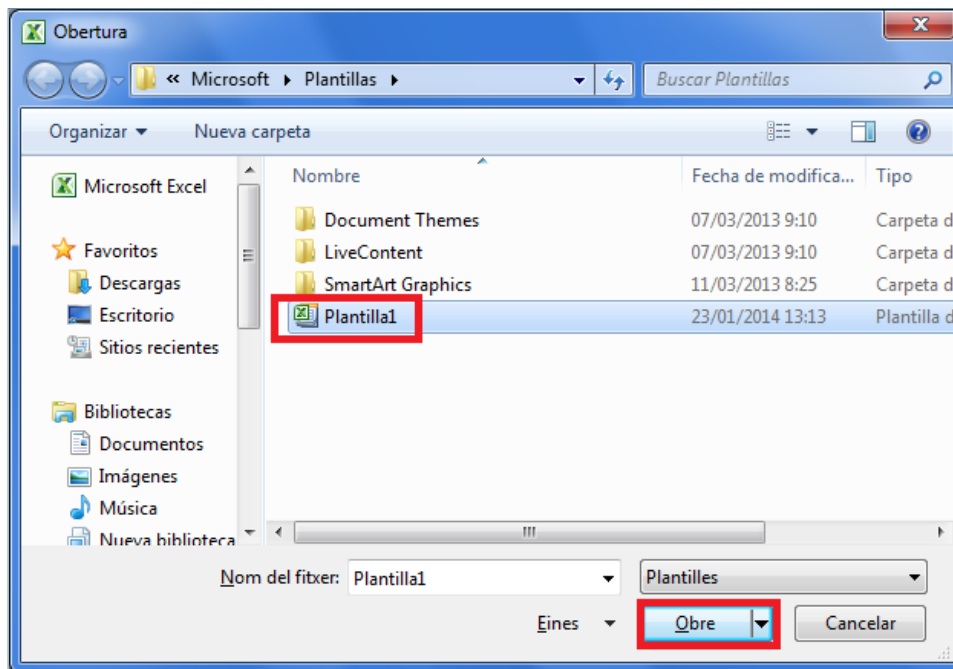 Obertura
« Microsoft ▸ Plantillas ▸ Buscar Plantillas
Organizar Nueva carpeta
Microsoft Excel
Favoritos
Descargas
Escritorio
Sitios recientes
Bibliotecas
Documentos
Imágenes
Música
Nueva biblioteca
Nombre Fecha de modifica... Tipo
Document Themes 07/03/2013 9:10 Carpeta d
LiveContent 07/03/2013 9:10 Carpeta d
SmartArt Graphics 11/03/2013 8:25 Carpeta d
Plantilla1 23/01/2014 13:13 Plantilla d
Nom del fitxer: Plantilla1 Plantilles
Eines Obre Cancelar